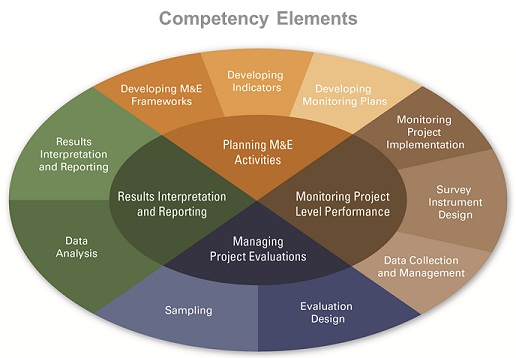 Competency Elements
Developing M&E
Frameworks
Developing
Indicators
Developing
Monitoring Plans
Planning M&E
Activities
Monitoring
Project
Implementation
Results
Interpretation
and Reporting
Results Interpretation
and Reporting
Monitoring Project
Level Performance
Survey
Instrument
Design
Data
Analysis
Managing
Project Evaluations
Data Collection
and Management
Sampling
Evaluation
Design